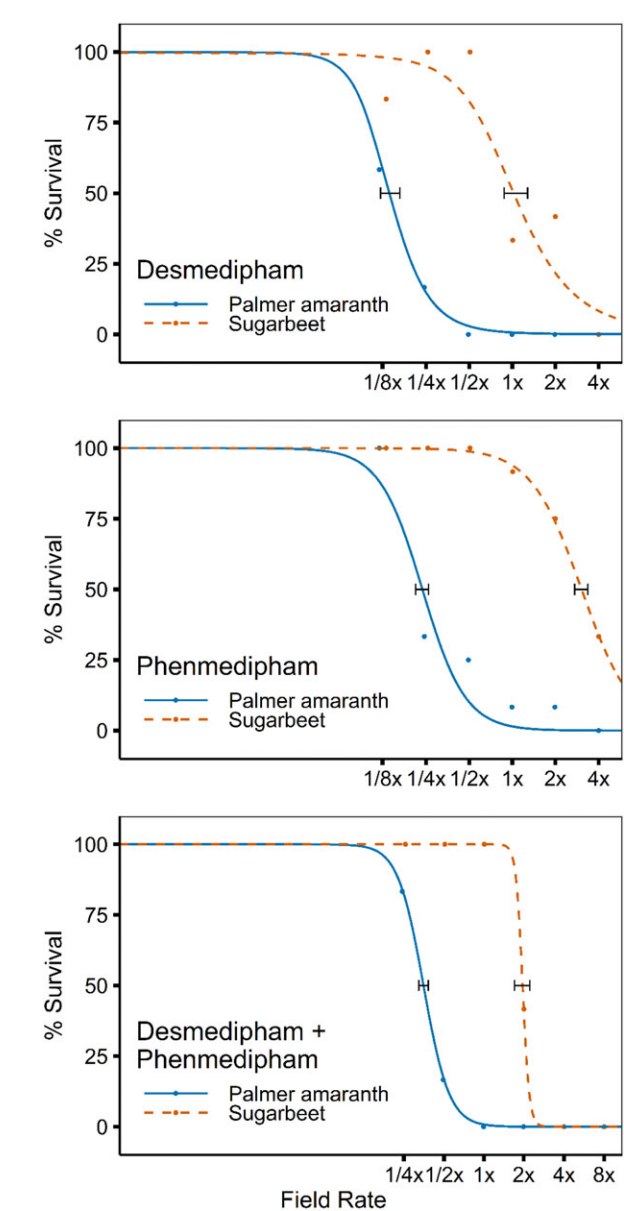 100
75
50
25
0
% Survival
Desmedipham
Palmer amaranth
Sugarbeet
1/8x 1/4x 1/2x 1x 2x 4x
100
75
50
25
0
% Survival
Phenmedipham
Palmer amaranth
Sugarbeet
1/8x 1/4x 1/2x 1x 2x 4x
100
75
50
25
0
% Survival
Desmedipham +
Phenmedipham
Palmer amaranth
Sugarbeet
1/4x 1/2x 1x 2x 4x 8x
Field Rate